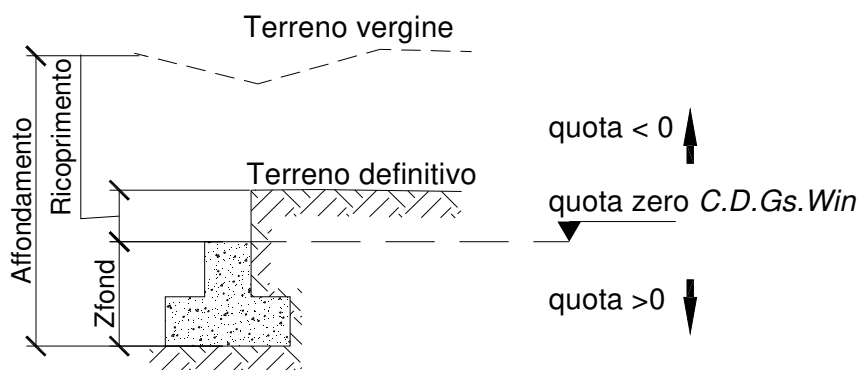 Terreno vergine
Affondamento
Ricoprimento
quota < 0
Terreno definitivo
quota zero C.D.Gs.Win
Zfond
quota >0